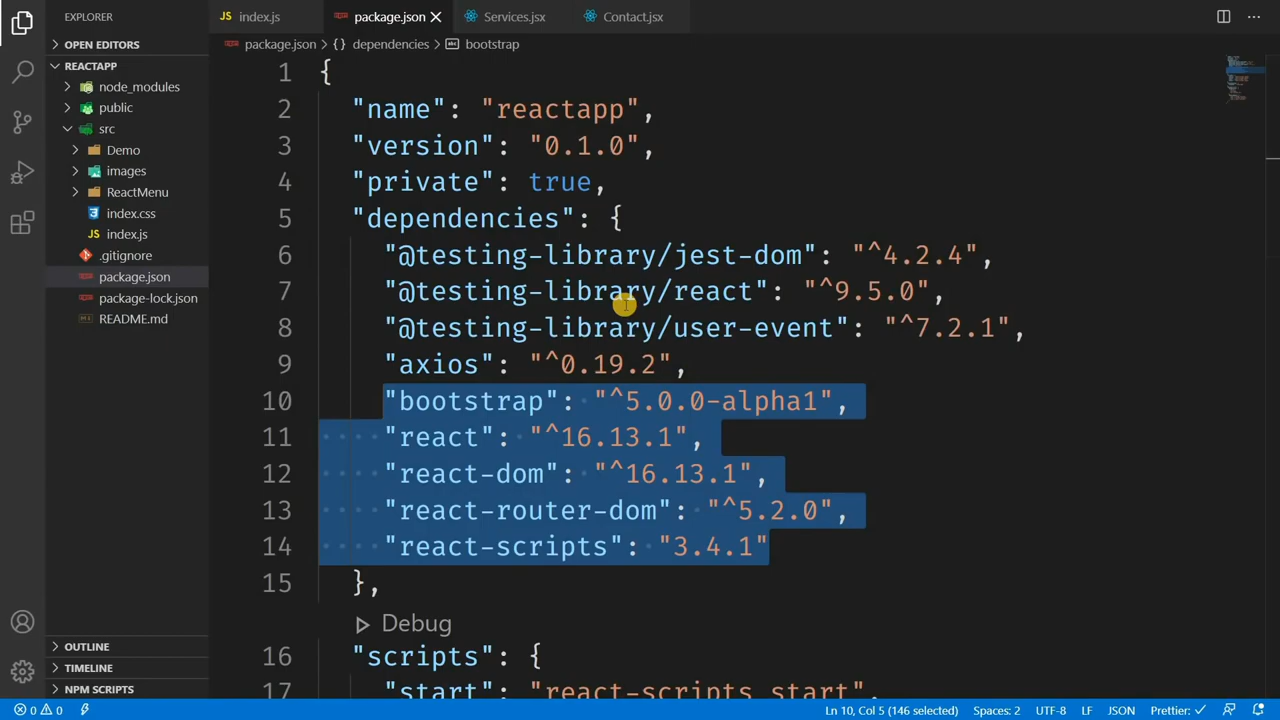 EXPLORER
index.js
package.json
Services.jsx
Contact.jsx
OPEN EDITORS
package.json
{} dependencies
bootstrap
REACTAPP
node_modules
public
src
Demo
images
ReactMenu
index.css
index.js
.gitignore
package.json
package-lock.json
README.md
OUTLINE
TIMELINE
NPM SCRIPTS
1 {
2 "name": "reactapp",
3 "version": "0.1.0",
4 "private": true,
5 "dependencies": {
6 "@testing-library/jest-dom": "^4.2.4",
7 "@testing-library/react": "^9.5.0",
8 "@testing-library/user-event": "^7.2.1",
9 "axios": "^0.19.2",
10 "bootstrap": "^5.0.0-alpha1",
11 "react": "^16.13.1",
12 "react-dom": "^16.13.1",
13 "react-router-dom": "^5.2.0",
14 "react-scripts": "3.4.1"
15 },
Debug
16 "scripts": {
17 "start": "react-scripts start",
0 0
Ln 10, Col 5 (146 selected)
Spaces: 2
UTF-8
LF
JSON
Prettier: ✓